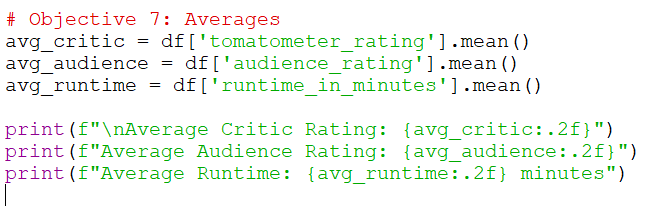 # Objective 7: Averages
avg_critic = df['tomatometer_rating'].mean()
avg_audience = df['audience_rating'].mean()
avg_runtime = df['runtime_in_minutes'].mean()
print(f"\nAverage Critic Rating: {avg_critic:.2f}")
print(f"Average Audience Rating: {avg_audience:.2f}")
print(f"Average Runtime: {avg_runtime:.2f} minutes")